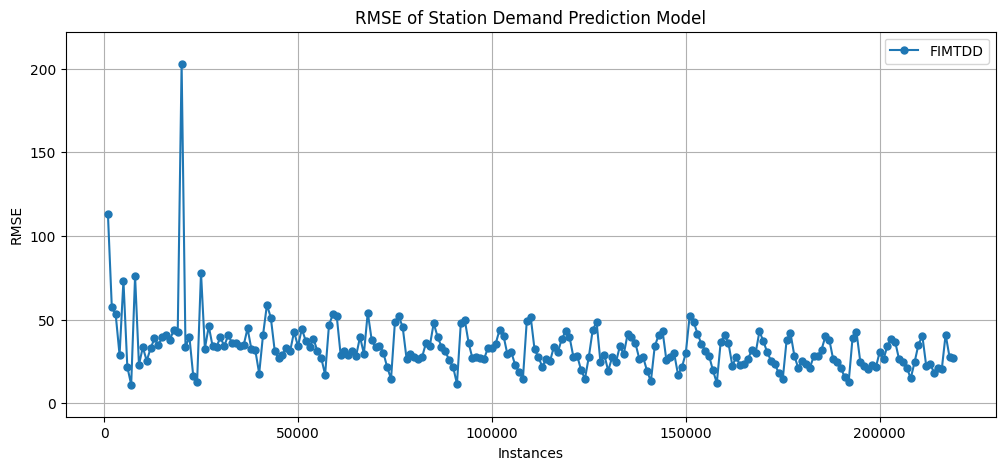 RMSE of Station Demand Prediction Model
FIMTDD
RMSE
200
150
100
50
0
0 50000 100000 150000 200000
Instances